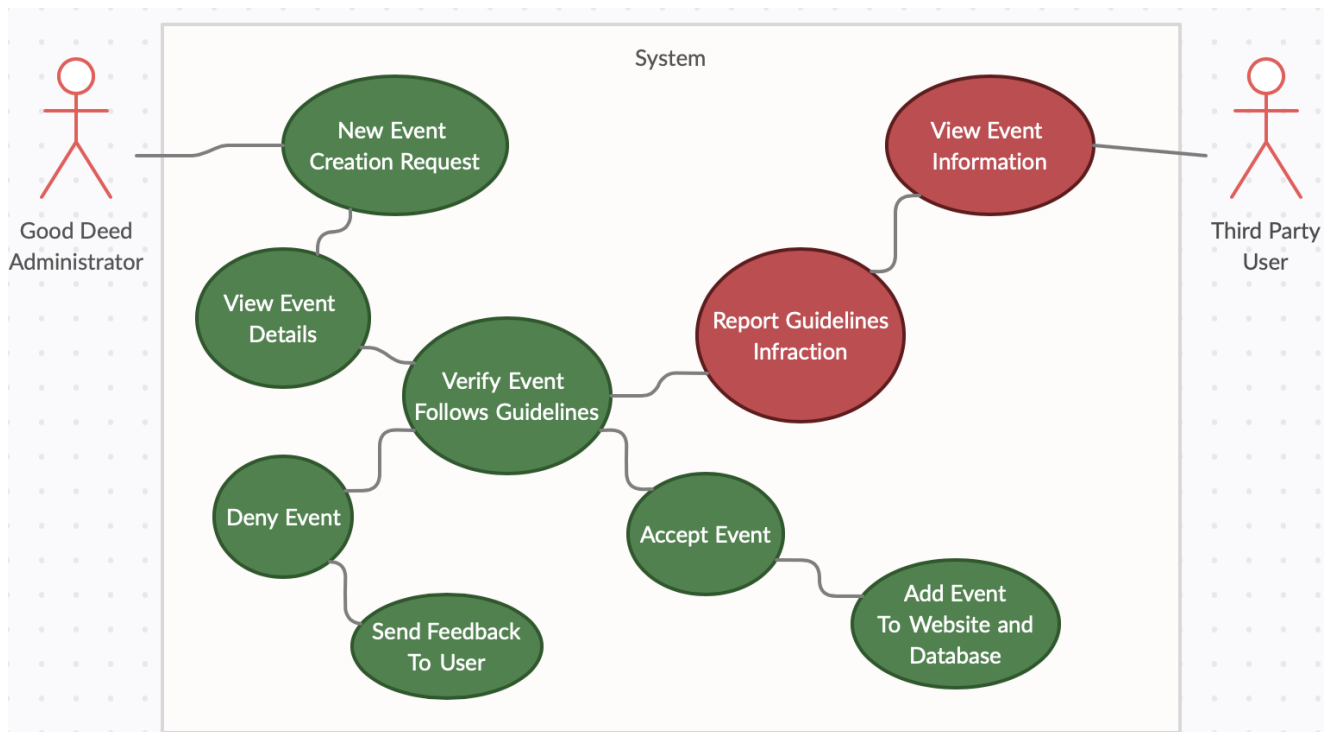 System
Good Deed
Administrator
New Event
Creation Request
View Event
Information
Third Party
User
View Event
Details
Report Guidelines
Infraction
Verify Event
Follows Guidelines
Deny Event
Accept Event
Send Feedback
To User
Add Event
To Website and
Database